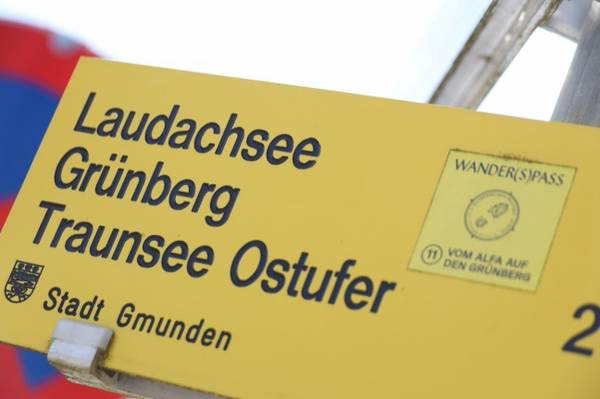 Laudachsee
Grünberg
Traunsee Ostufer
Stadt Gmunden
WANDER(S)PASS
11 VOM ALFA AUF
DEN GRÜNBERG
2